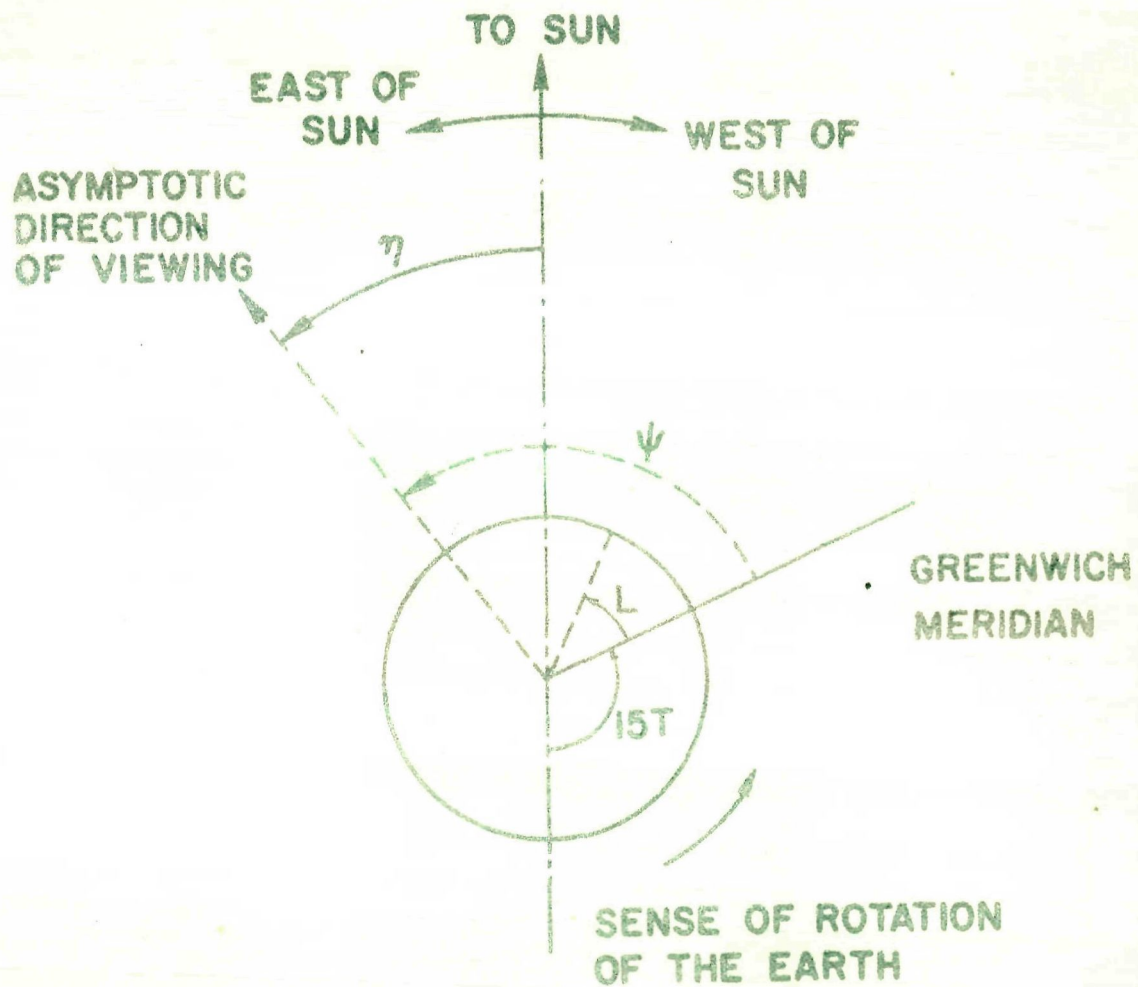 TO SUN
EAST OF
SUN
WEST OF
SUN
ASYMPTOTIC
DIRECTION
OF VIEWING
η
ψ
GREENWICH
MERIDIAN
L
15T
SENSE OF ROTATION
OF THE EARTH